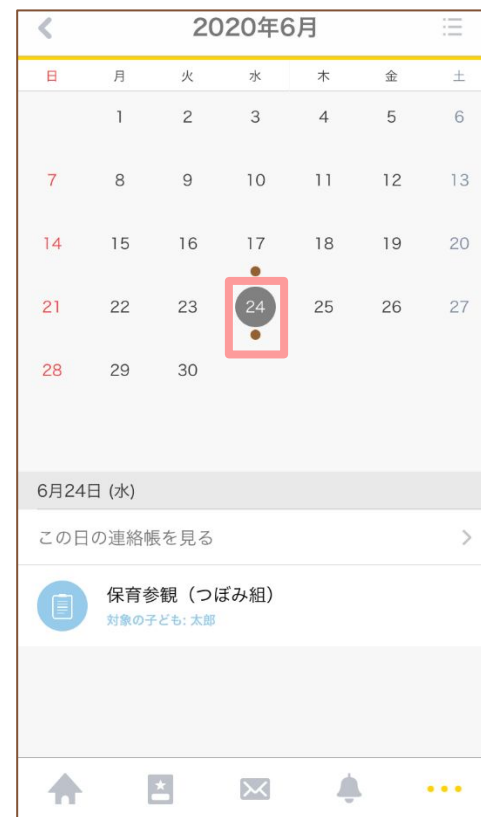 2020年6月
日 月 火 水 木 金 土
1 2 3 4 5 6
7 8 9 10 11 12 13
14 15 16 17 18 19 20
21 22 23 24 25 26 27
28 29 30
6月24日 (水)
この日の連絡帳を見る
保育参観（つぼみ組）
対象の子ども: 太郎